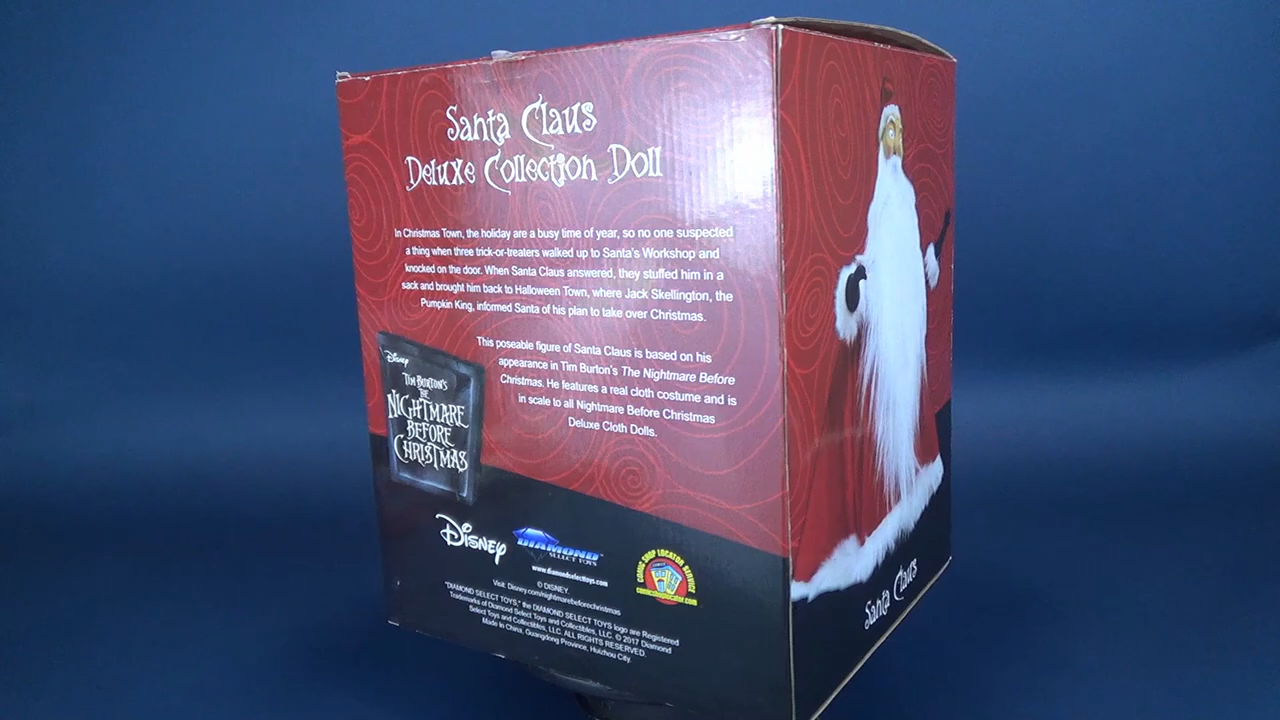 Santa Claus
Deluxe Collection Doll
In Christmas Town, the holiday are a busy time of year, so no one suspected
a thing when three trick-or-treaters walked up to Santa's Workshop and
knocked on the door. When Santa Claus answered, they stuffed him in a
sack and brought him back to Halloween Town, where Jack Skellington, the
Pumpkin King, informed Santa of his plan to take over Christmas.
This poseable figure of Santa Claus is based on his
appearance in Tim Burton's The Nightmare Before
Christmas. He features a real cloth costume and is
in scale to all Nightmare Before Christmas
Deluxe Cloth Dolls.
Disney
Tim Burton's
The
Nightmare
Before
Christmas
Disney
DIAMOND
SELECT TOYS
www.diamondselecttoys.com
COMIC SHOP LOCATOR SERVICE
comicshoplocator.com
© DISNEY.
Visit: Disney.com/nightmarebeforechristmas
"DIAMOND SELECT TOYS," the DIAMOND SELECT TOYS logo are Registered
Trademarks of Diamond Select Toys and Collectibles, LLC. © 2017 Diamond
Select Toys and Collectibles, LLC. ALL RIGHTS RESERVED.
Made in China, Guangdong Province, Huizhou City.
Santa Claus